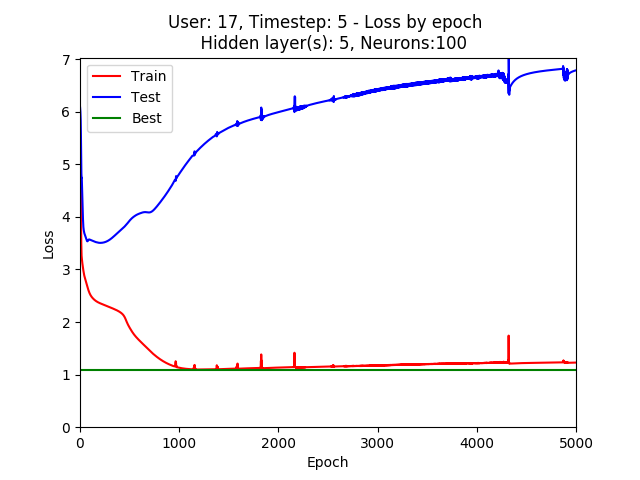 User: 17, Timestep: 5 - Loss by epoch
Hidden layer(s): 5, Neurons:100
7
6
5
4
3
2
1
0
Train
Test
Best
Loss
0
1000
2000
3000
4000
5000
Epoch